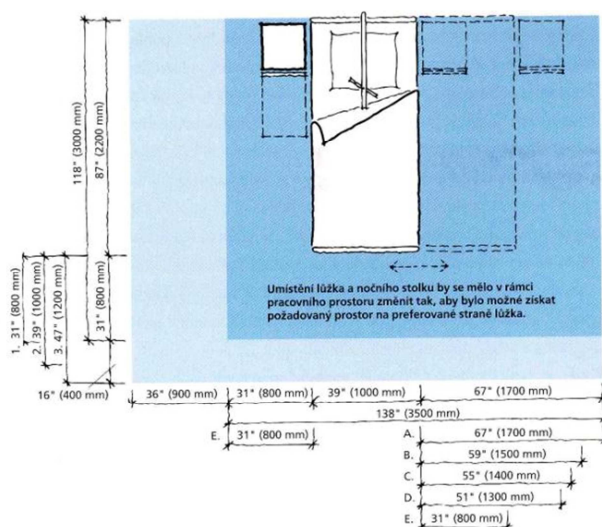 118" (3000 mm)
87" (2200 mm)
1. 31" (800 mm)
2. 39" (1000 mm)
3. 47" (1200 mm)
31" (800 mm)
Umístění lůžka a nočního stolku by se mělo v rámci
pracovního prostoru změnit tak, aby bylo možné získat
požadovaný prostor na preferované straně lůžka.
16" (400 mm)
36" (900 mm)
31" (800 mm)
39" (1000 mm)
67" (1700 mm)
138" (3500 mm)
E. 31" (800 mm)
A. 67" (1700 mm)
B. 59" (1500 mm)
C. 55" (1400 mm)
D. 51" (1300 mm)
E. 31" (800 mm)